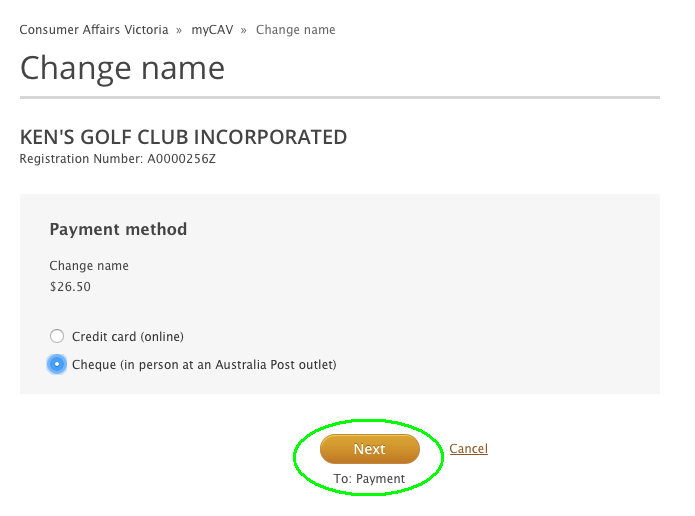 Consumer Affairs Victoria » myCAV » Change name
Change name
KEN'S GOLF CLUB INCORPORATED
Registration Number: A0000256Z
Payment method
Change name
$26.50
Credit card (online)
Cheque (in person at an Australia Post outlet)
Next Cancel
To: Payment